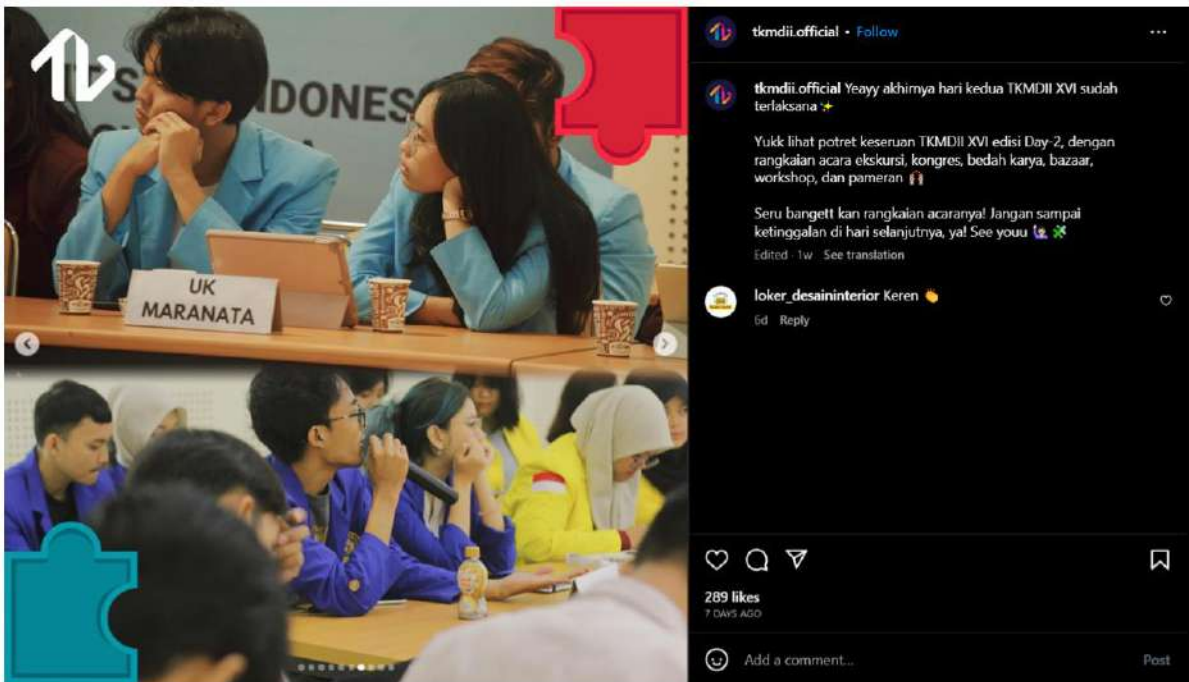 INDONES
UK
MARANATA
tkmdii.official • Follow
tkmdii.official Yeayy akhirnya hari kedua TKMDII XVI sudah
terlaksana✨
Yukk lihat potret keseruan TKMDII XVI edisi Day-2, dengan
rangkaian acara ekskursi, kongres, bedah karya, bazaar,
workshop, dan pameran
Seru bangett kan rangkaian acaranya! Jangan sampai
ketinggalan di hari selanjutnya, ya! See youu
Edited · 1w See translation
loker_desaininterior Keren 👏
6d Reply
289 likes
7 DAYS AGO
Add a comment...
Post